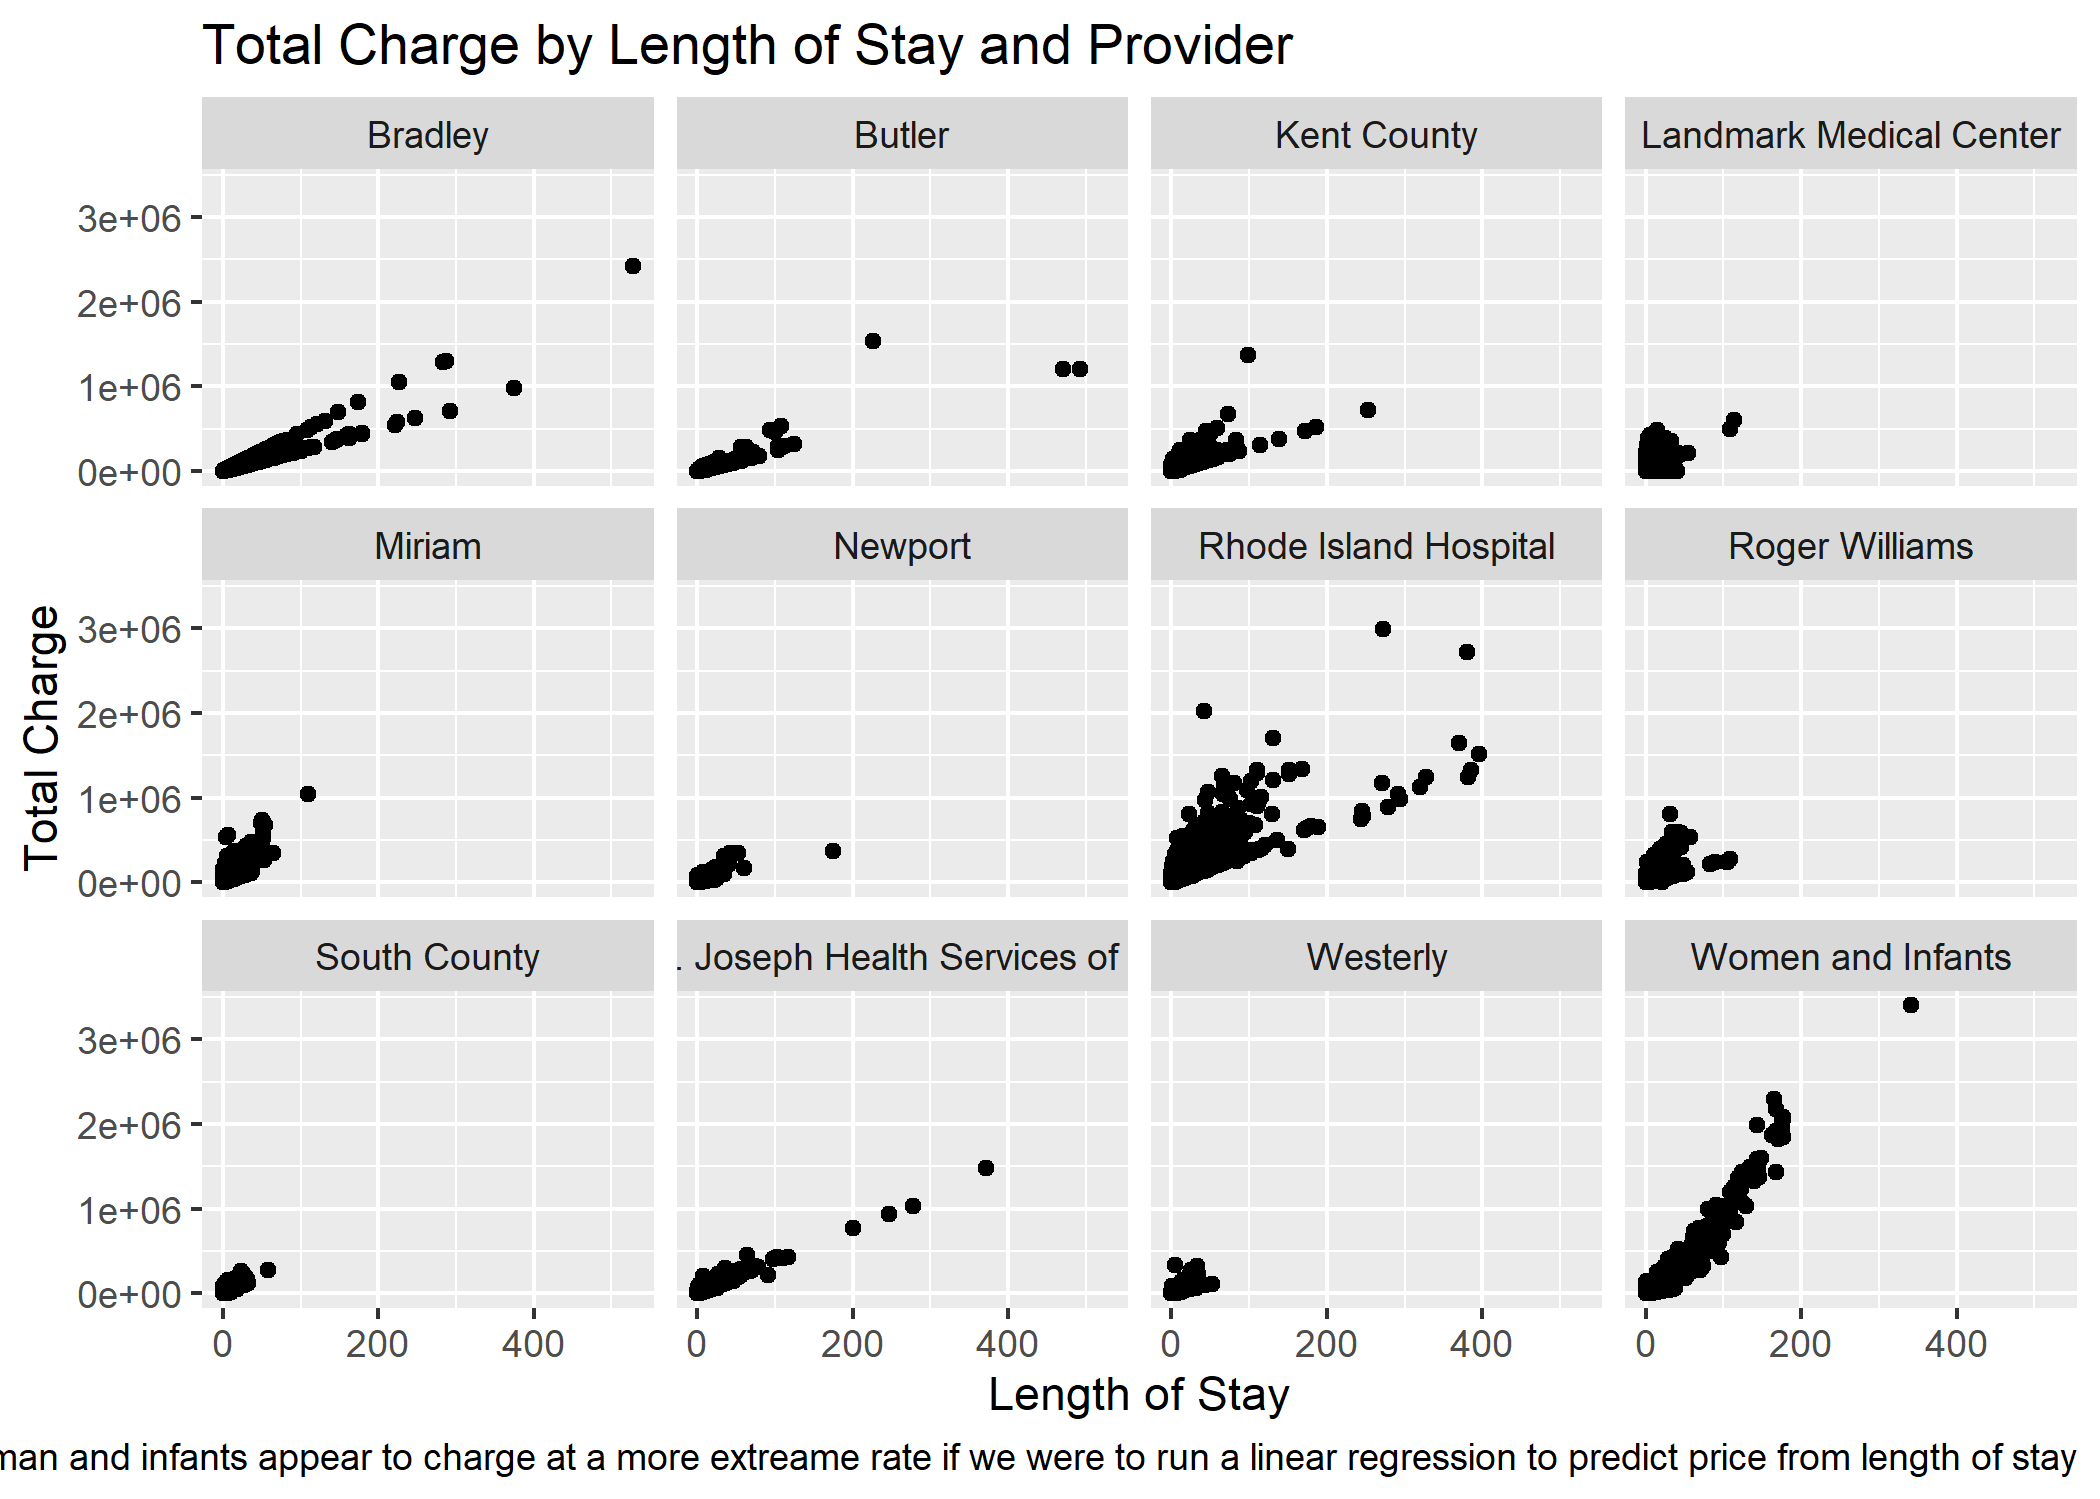 Total Charge by Length of Stay and Provider
Bradley
Butler
Kent County
Landmark Medical Center
3e+06
2e+06
1e+06
0e+00
Miriam
Newport
Rhode Island Hospital
Roger Williams
Total Charge
3e+06
2e+06
1e+06
0e+00
South County
. Joseph Health Services of
Westerly
Women and Infants
3e+06
2e+06
1e+06
0e+00
0 200 400
0 200 400
0 200 400
0 200 400
Length of Stay
man and infants appear to charge at a more extreame rate if we were to run a linear regression to predict price from length of stay